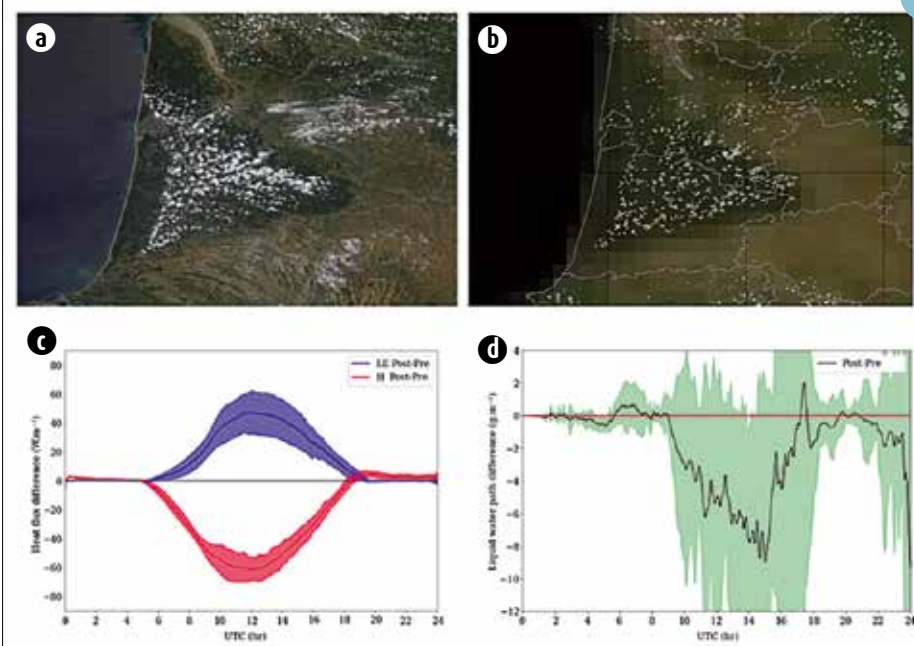 a
b
c
LE Post-Pre
H Post-Pre
Heat flux difference (W.m⁻²)
80
60
40
20
0
−20
−40
−60
−80
0 2 4 6 8 10 12 14 16 18 20 22 24
UTC (hr)
d
Post-Pre
Liquid water path difference (g.m⁻²)
4
2
0
−2
−4
−6
−8
−10
−12
0 2 4 6 8 10 12 14 16 18 20 22 24
UTC (hr)